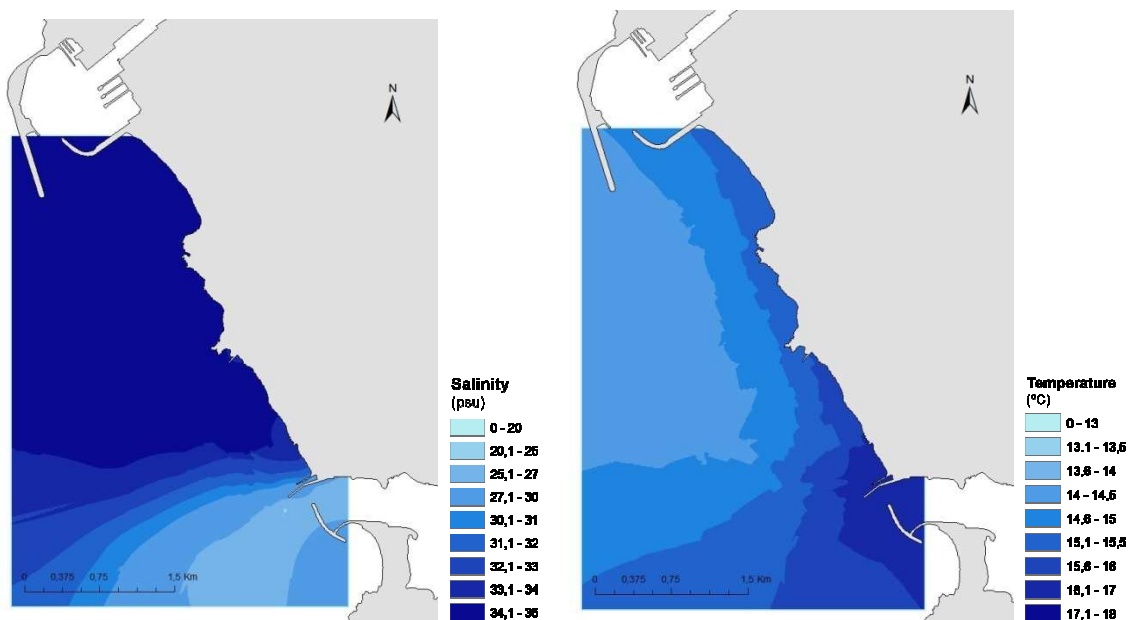 N
Salinity
(psu)
0 - 20
20,1 - 25
25,1 - 27
27,1 - 30
30,1 - 31
31,1 - 32
32,1 - 33
33,1 - 34
34,1 - 35
0 0,375 0,75 1,5 Km
N
Temperature
(ºC)
0 - 13
13.1 - 13,5
13,6 - 14
14 - 14,5
14,6 - 15
15,1 - 15,5
15,6 - 16
16,1 - 17
17,1 - 18
0 0,375 0,75 1,5 Km